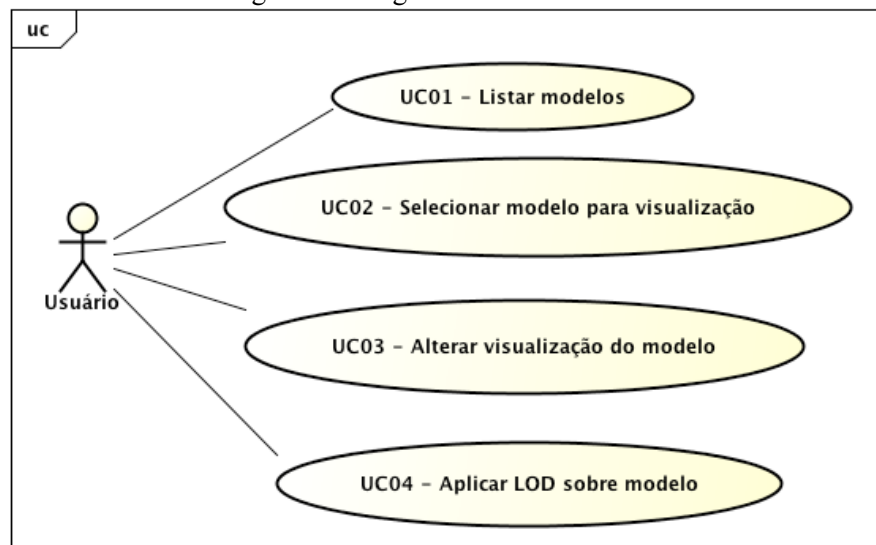 uc
UC01 - Listar modelos
UC02 - Selecionar modelo para visualização
Usuário
UC03 - Alterar visualização do modelo
UC04 - Aplicar LOD sobre modelo